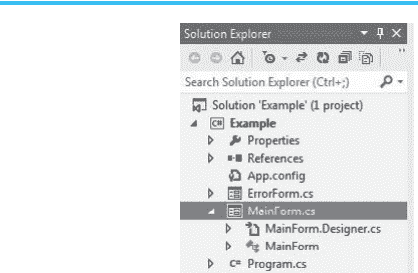 Solution Explorer
Search Solution Explorer (Ctrl+;)
Solution 'Example' (1 project)
C# Example
Properties
References
App.config
ErrorForm.cs
MainForm.cs
MainForm.Designer.cs
MainForm
C# Program.cs